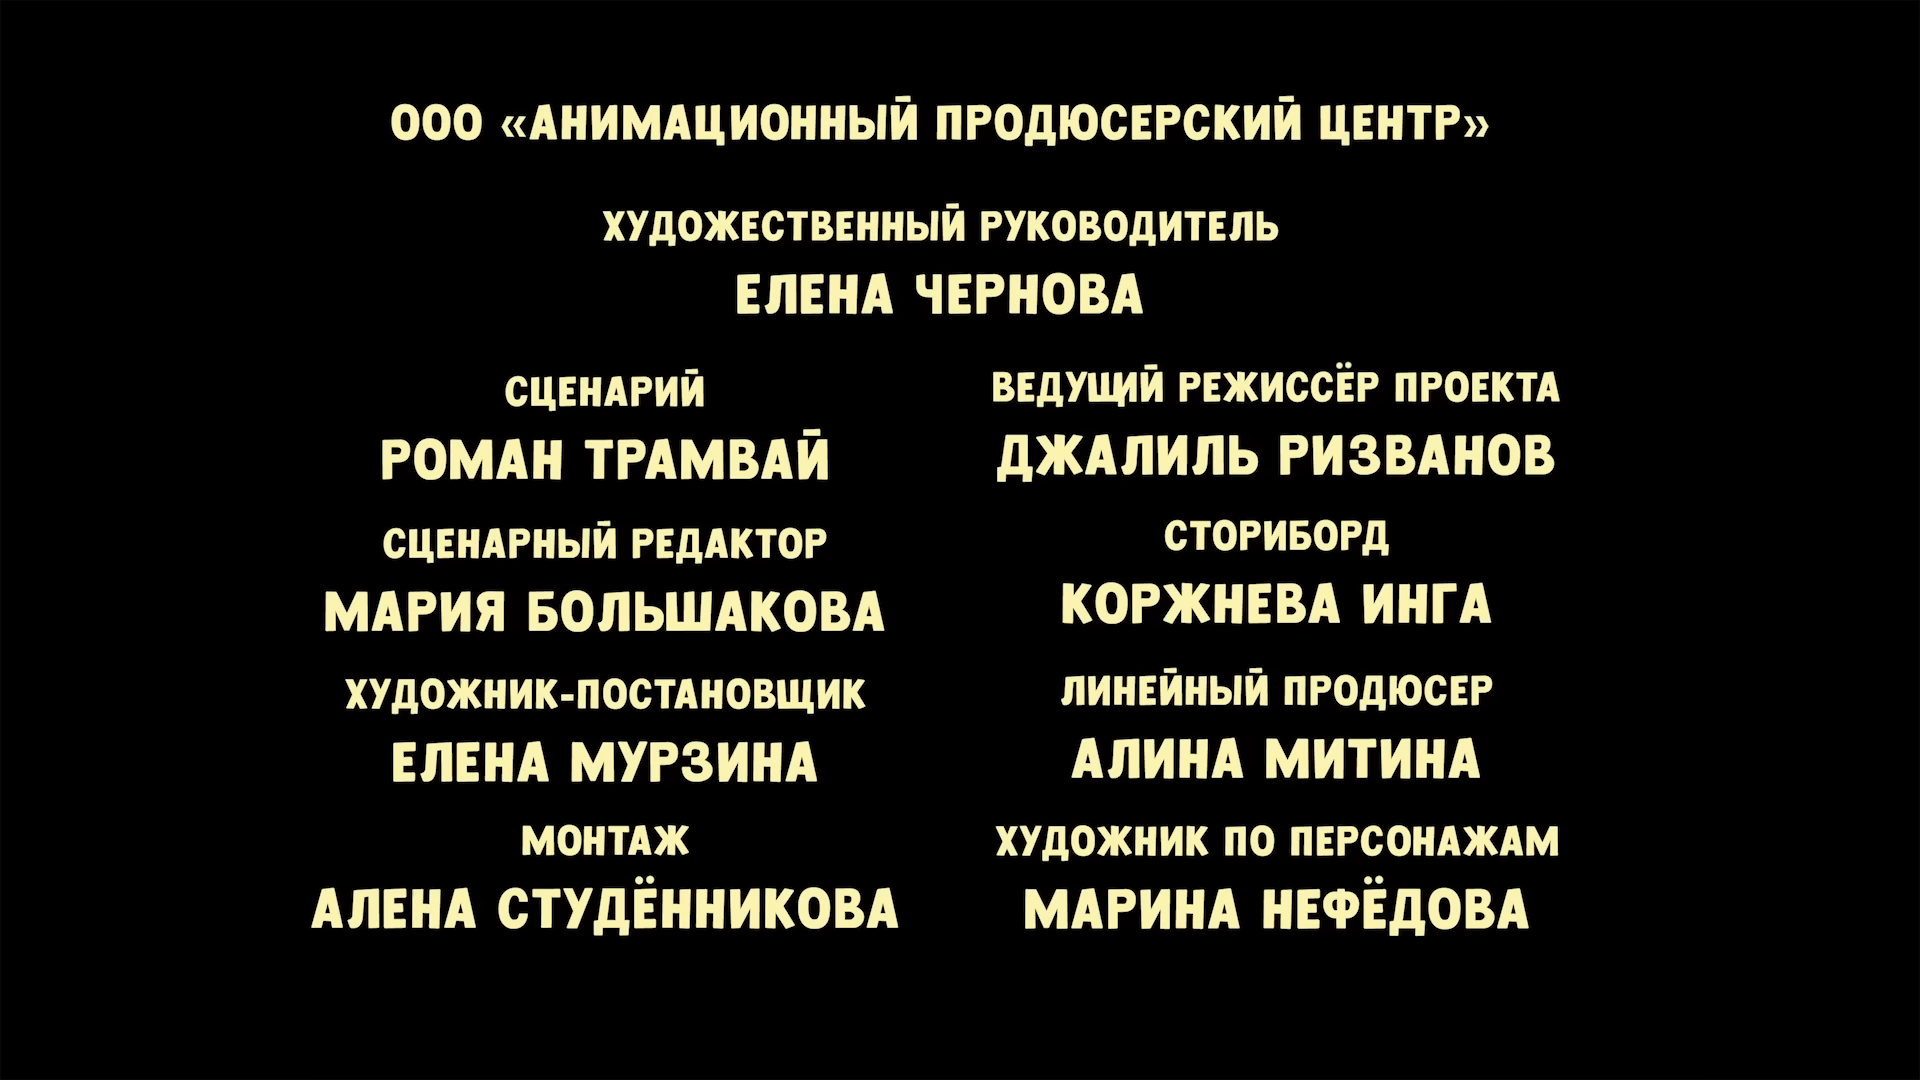 ООО «АНИМАЦИОННЫЙ ПРОДЮСЕРСКИЙ ЦЕНТР»
ХУДОЖЕСТВЕННЫЙ РУКОВОДИТЕЛЬ
ЕЛЕНА ЧЕРНОВА
СЦЕНАРИЙ
РОМАН ТРАМВАЙ
СЦЕНАРНЫЙ РЕДАКТОР
МАРИЯ БОЛЬШАКОВА
ХУДОЖНИК-ПОСТАНОВЩИК
ЕЛЕНА МУРЗИНА
МОНТАЖ
АЛЕНА СТУДЁННИКОВА
ВЕДУЩИЙ РЕЖИССЁР ПРОЕКТА
ДЖАЛИЛЬ РИЗВАНОВ
СТОРИБОРД
КОРЖНЕВА ИНГА
ЛИНЕЙНЫЙ ПРОДЮСЕР
АЛИНА МИТИНА
ХУДОЖНИК ПО ПЕРСОНАЖАМ
МАРИНА НЕФЁДОВА